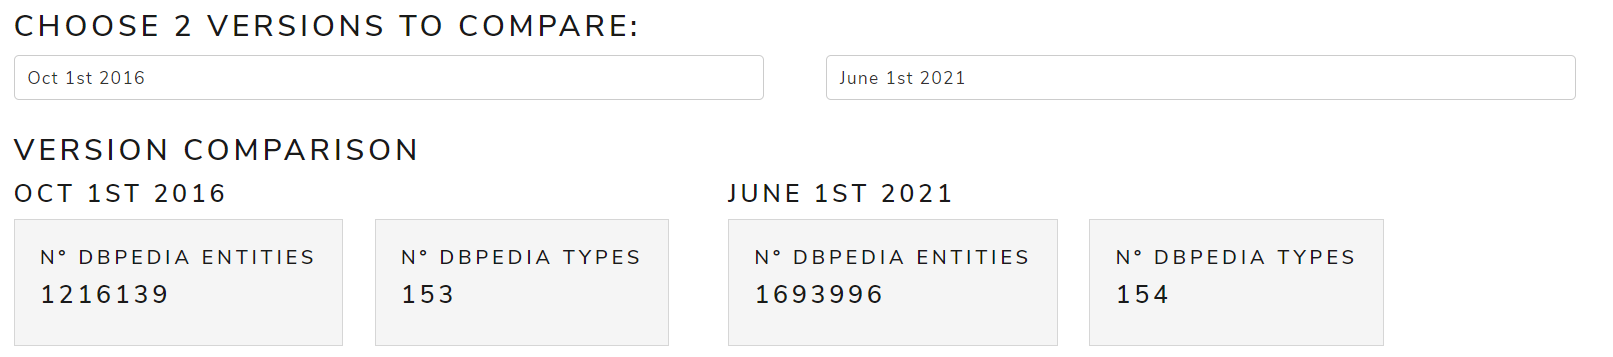 CHOOSE 2 VERSIONS TO COMPARE:
Oct 1st 2016
June 1st 2021
VERSION COMPARISON
OCT 1ST 2016
N° DBPEDIA ENTITIES
1216139
N° DBPEDIA TYPES
153
JUNE 1ST 2021
N° DBPEDIA ENTITIES
1693996
N° DBPEDIA TYPES
154